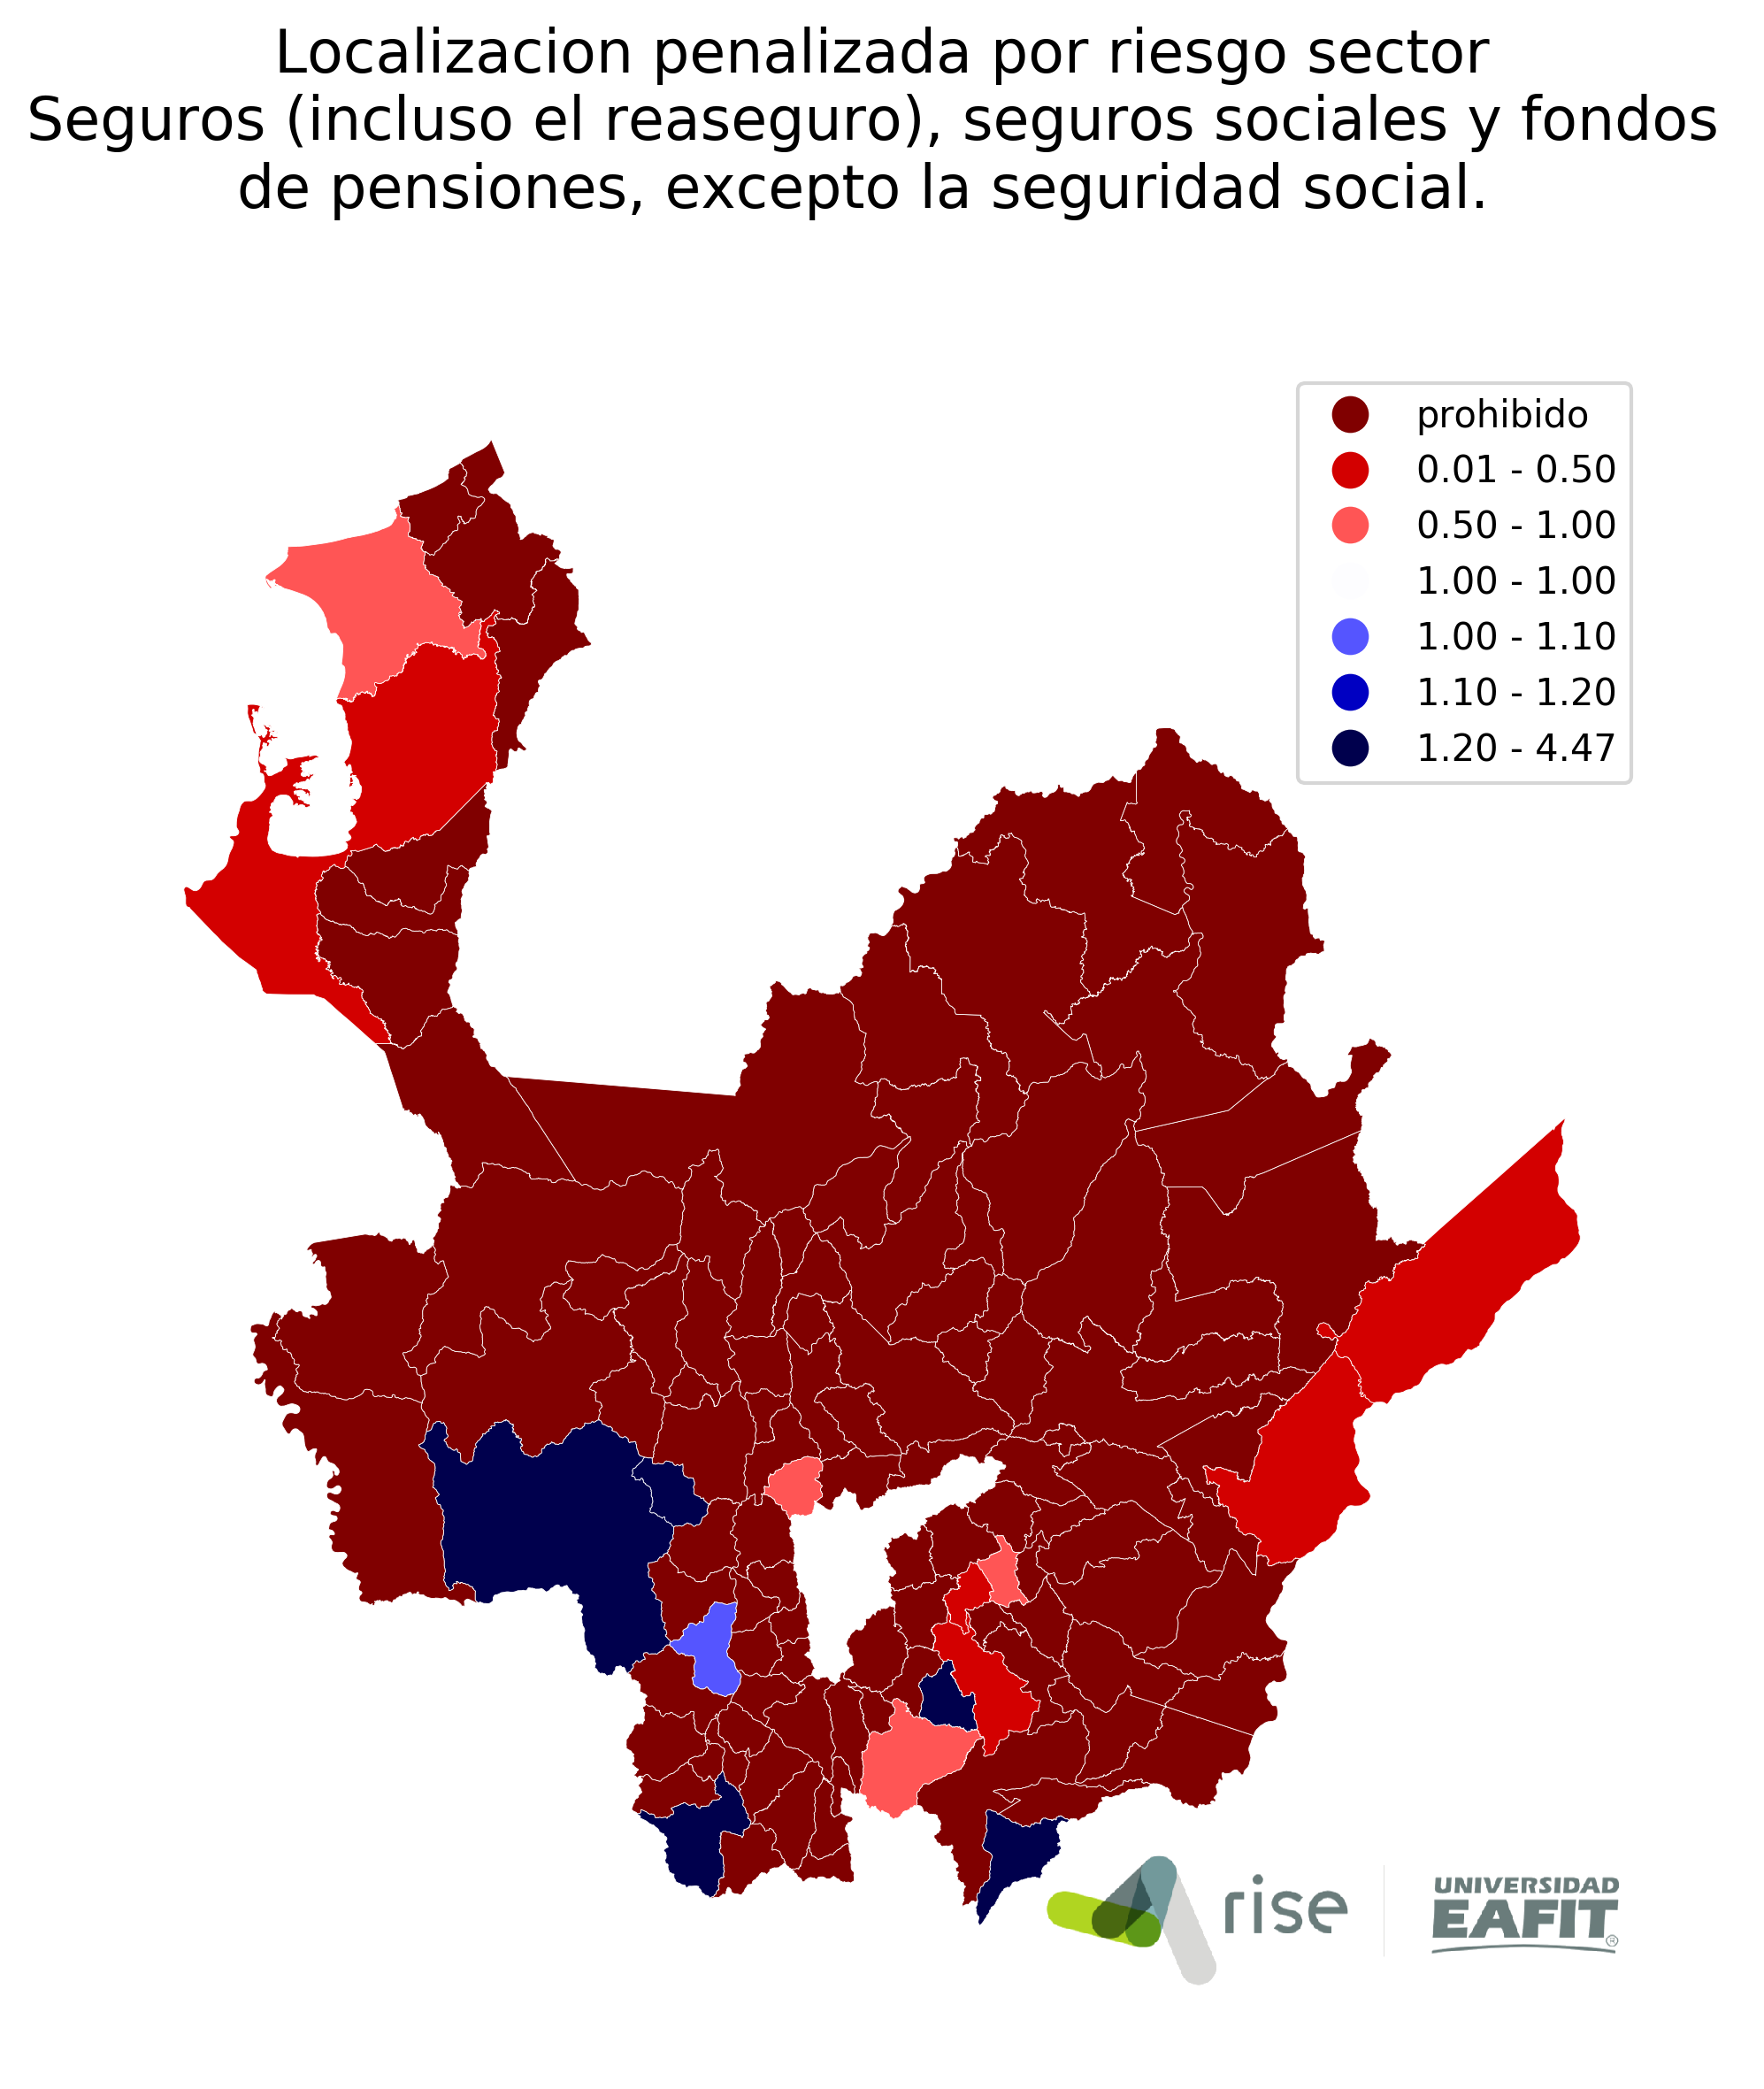 Localizacion penalizada por riesgo sector
Seguros (incluso el reaseguro), seguros sociales y fondos
de pensiones, excepto la seguridad social.
prohibido
0.01 - 0.50
0.50 - 1.00
1.00 - 1.00
1.00 - 1.10
1.10 - 1.20
1.20 - 4.47
rise
UNIVERSIDAD
EAFIT®